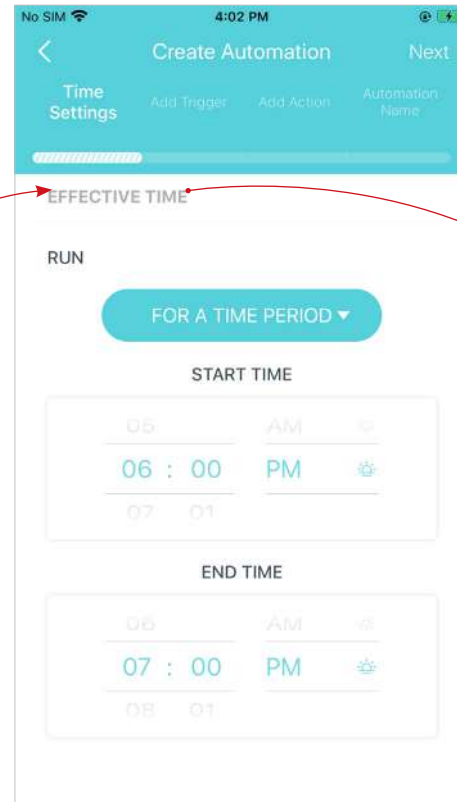 No SIM 4:02 PM
Create Automation Next
Time Settings Add Trigger Add Action Automation Name
EFFECTIVE TIME
RUN
FOR A TIME PERIOD
START TIME
05 AM
06 : 00 PM
07 01
END TIME
06 AM
07 : 00 PM
08 01